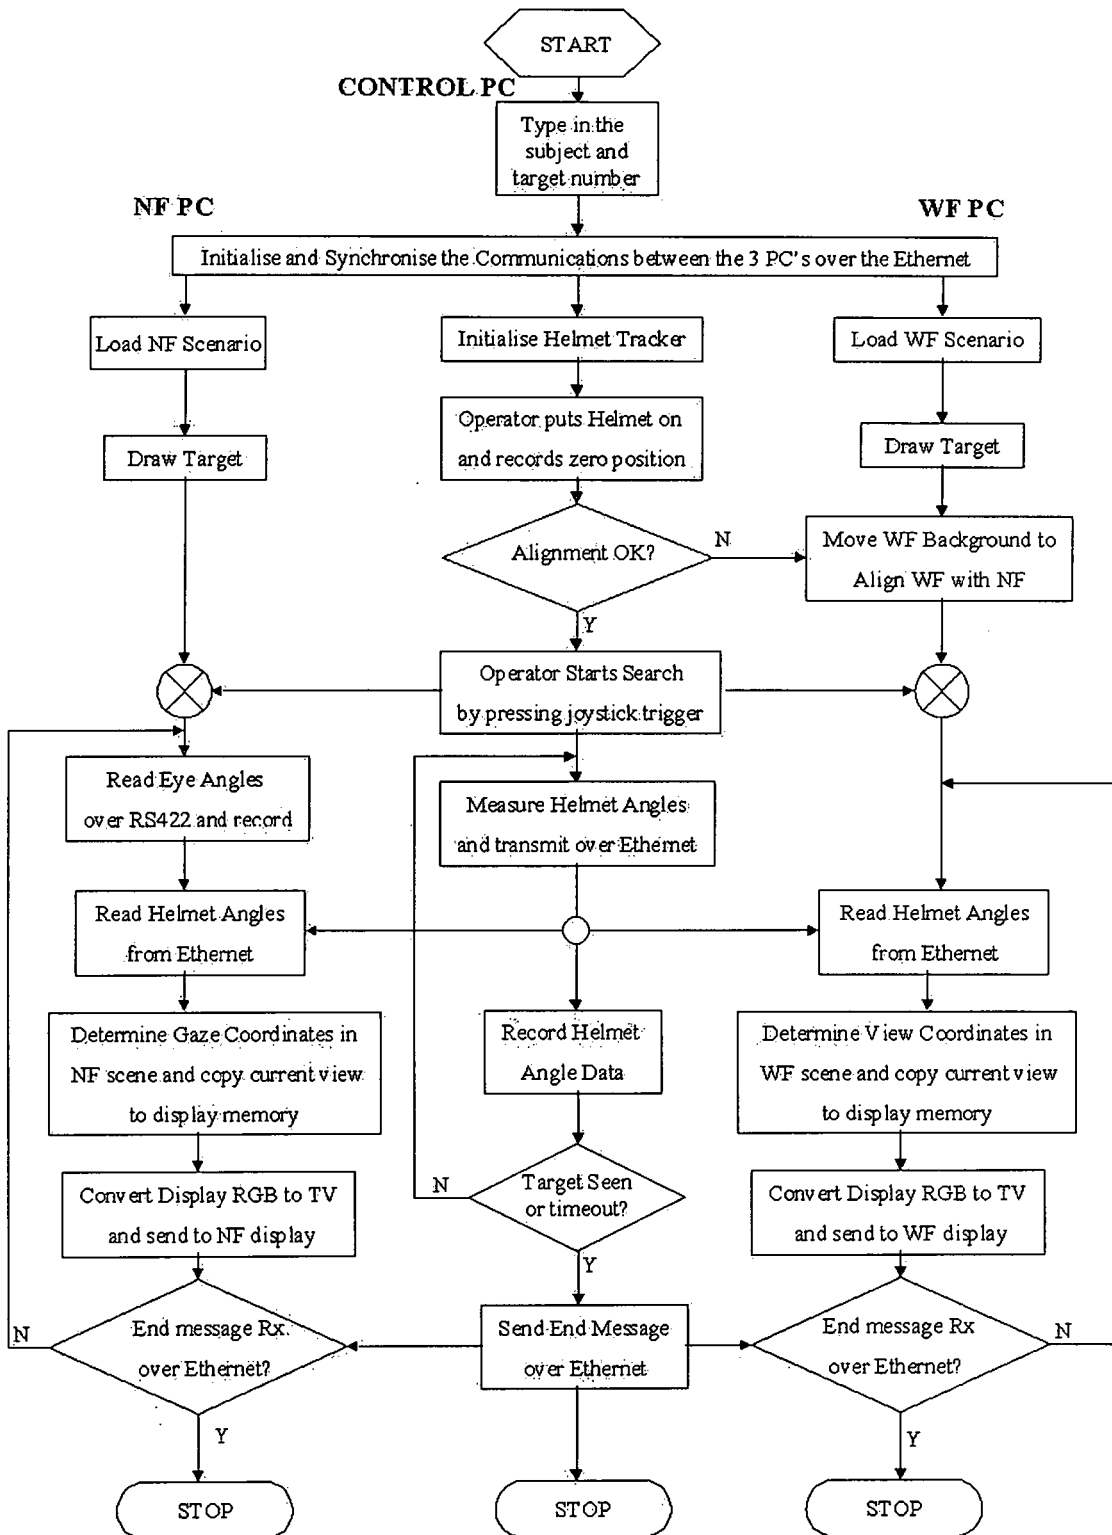 START
CONTROL PC
Type in the
subject and
target number
NF PC
WF PC
Initialise and Synchronise the Communications between the 3 PC's over the Ethernet
Load NF Scenario
Initialise Helmet Tracker
Load WF Scenario
Draw Target
Operator puts Helmet on
and records zero position
Draw Target
Alignment OK?
N
Move WF Background to
Align WF with NF
Y
Operator Starts Search
by pressing joystick trigger
Read Eye Angles
over RS422 and record
Measure Helmet Angles
and transmit over Ethernet
Read Helmet Angles
from Ethernet
Read Helmet Angles
from Ethernet
Determine Gaze Coordinates in
NF scene and copy current view
to display memory
Record Helmet
Angle Data
Determine View Coordinates in
WF scene and copy current view
to display memory
Convert Display RGB to TV
and send to NF display
N
Target Seen
or timeout?
Convert Display RGB to TV
and send to WF display
Y
N
End message Rx
over Ethernet?
Send End Message
over Ethernet
End message Rx
over Ethernet?
N
Y
Y
STOP
STOP
STOP